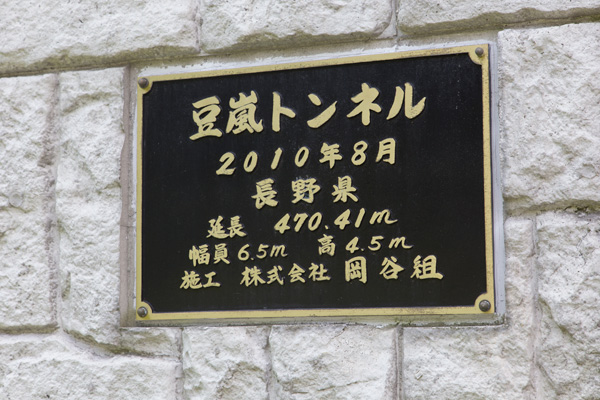 豆嵐トンネル
2010年8月
長野県
延長 470.41m
幅員6.5m 高4.5m
施工 株式会社 岡谷組